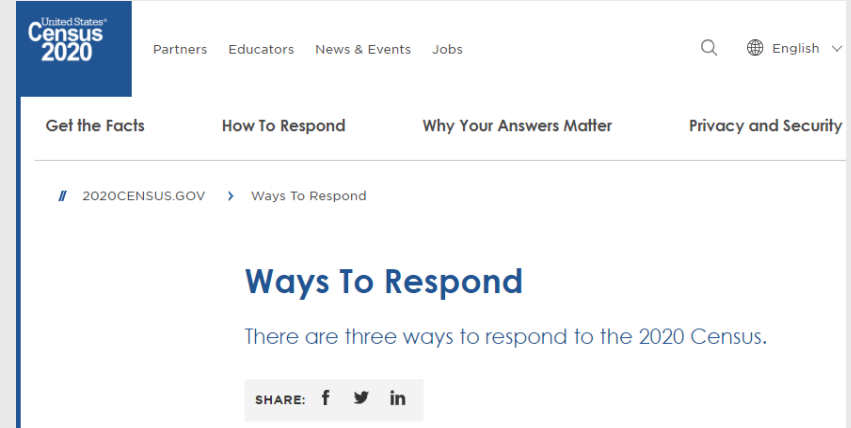 United States®
Census
2020
Partners Educators News & Events Jobs
English
Get the Facts How To Respond Why Your Answers Matter Privacy and Security
// 2020CENSUS.GOV > Ways To Respond
Ways To Respond
There are three ways to respond to the 2020 Census.
SHARE: f in